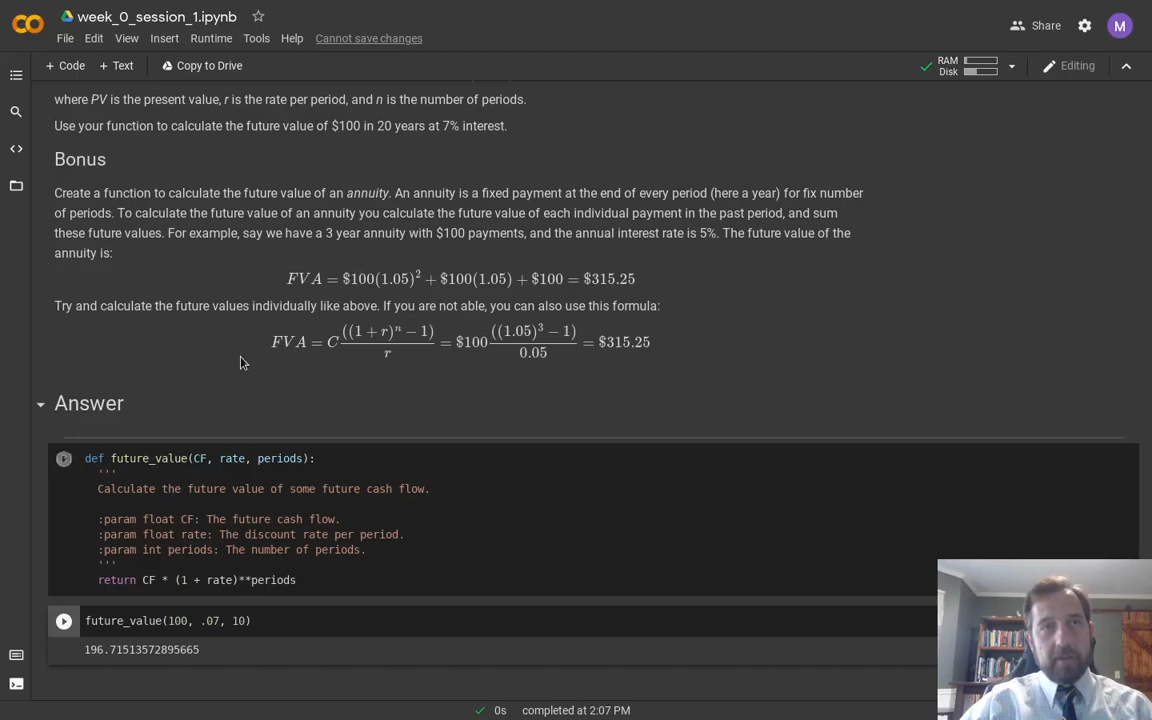 week_0_session_1.ipynb
File Edit View Insert Runtime Tools Help Cannot save changes
Share
M
+ Code + Text Copy to Drive
RAM
Disk
Editing
where PV is the present value, r is the rate per period, and n is the number of periods.
Use your function to calculate the future value of $100 in 20 years at 7% interest.
Bonus
Create a function to calculate the future value of an annuity. An annuity is a fixed payment at the end of every period (here a year) for fix number
of periods. To calculate the future value of an annuity you calculate the future value of each individual payment in the past period, and sum
these future values. For example, say we have a 3 year annuity with $100 payments, and the annual interest rate is 5%. The future value of the
annuity is:
FVA = $100(1.05)^2 + $100(1.05) + $100 = $315.25
Try and calculate the future values individually like above. If you are not able, you can also use this formula:
FVA = C ((1 + r)^n − 1) / r = $100 ((1.05)^3 − 1) / 0.05 = $315.25
Answer
def future_value(CF, rate, periods):
'''
Calculate the future value of some future cash flow.
:param float CF: The future cash flow.
:param float rate: The discount rate per period.
:param int periods: The number of periods.
'''
return CF * (1 + rate)**periods
future_value(100, .07, 10)
196.71513572895665
0s completed at 2:07 PM